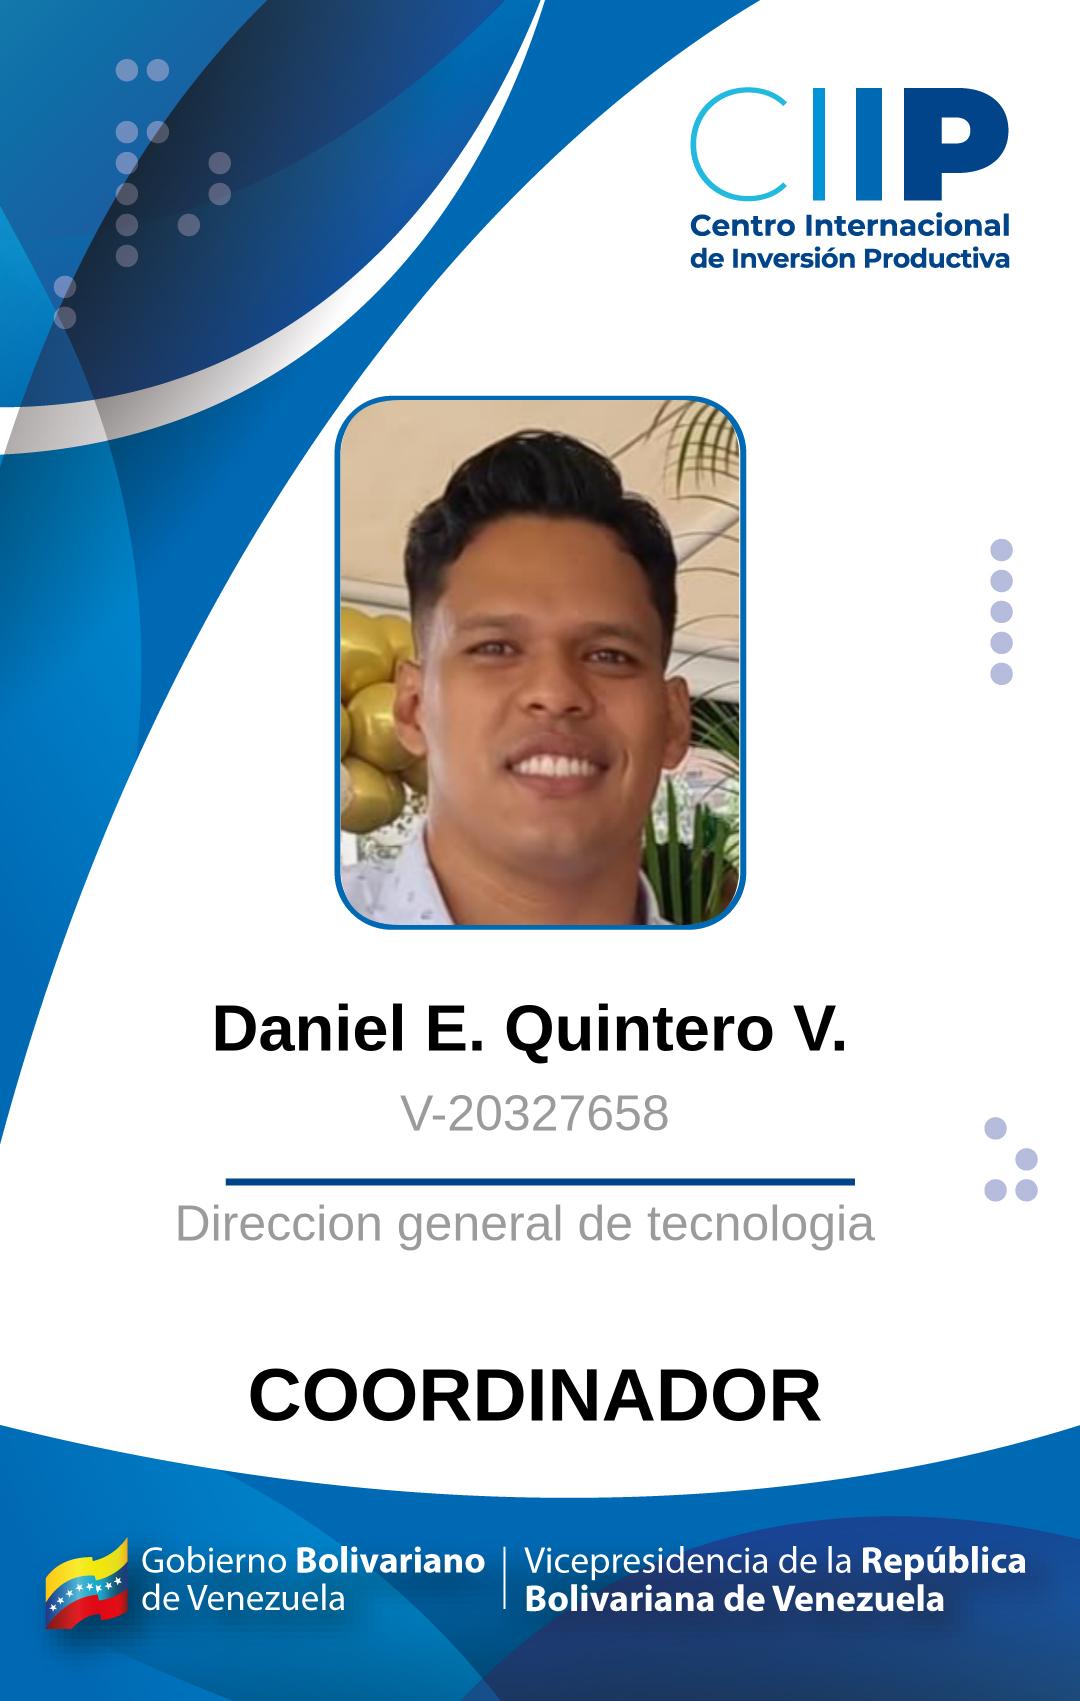 CIIP
Centro Internacional
de Inversión Productiva
Daniel E. Quintero V.
V-20327658
Direccion general de tecnologia
COORDINADOR
Gobierno Bolivariano
de Venezuela
Vicepresidencia de la República
Bolivariana de Venezuela